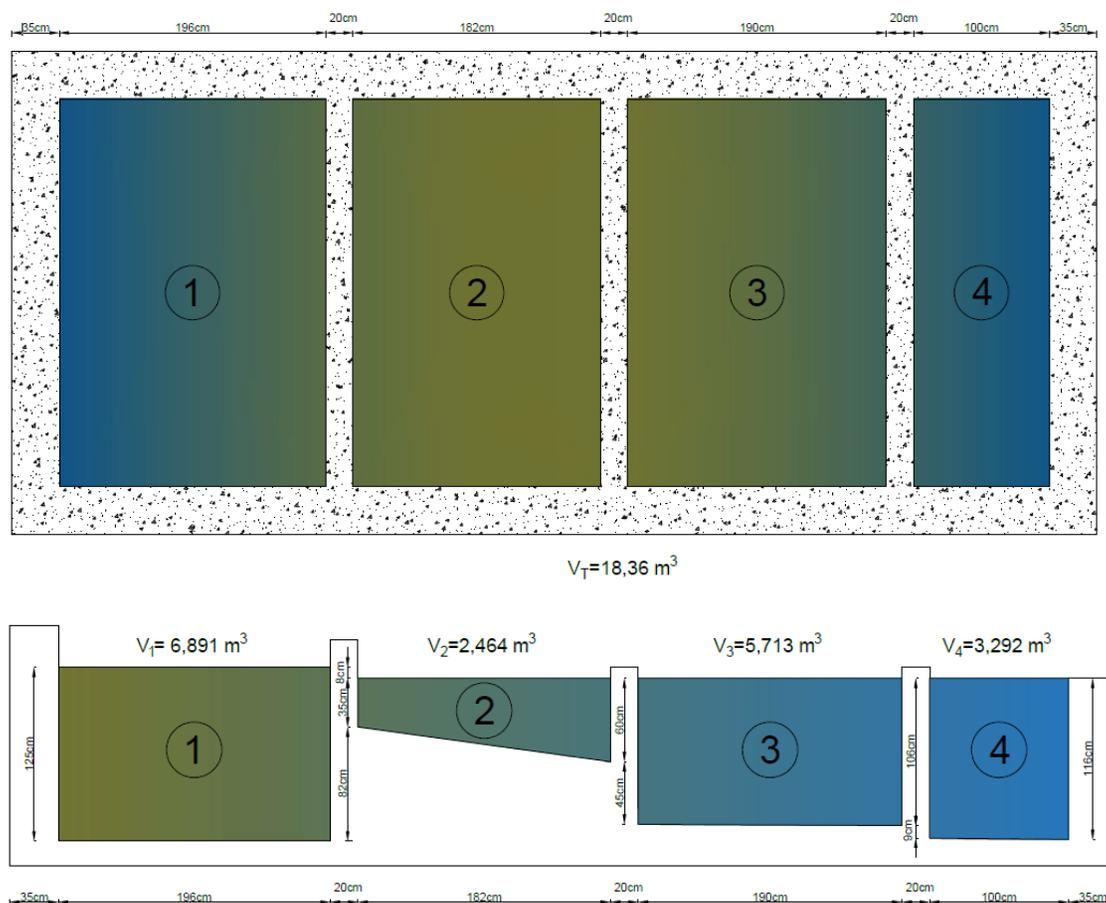 35cm 196cm 20cm 182cm 20cm 190cm 20cm 100cm 35cm
1 2 3 4
V_T=18,36 m³
V₁= 6,891 m³ V₂=2,464 m³ V₃=5,713 m³ V₄=3,292 m³
125cm 1 8cm 35cm 82cm 2 60cm 45cm 3 106cm 9cm 4 116cm
35cm 196cm 20cm 182cm 20cm 190cm 20cm 100cm 35cm